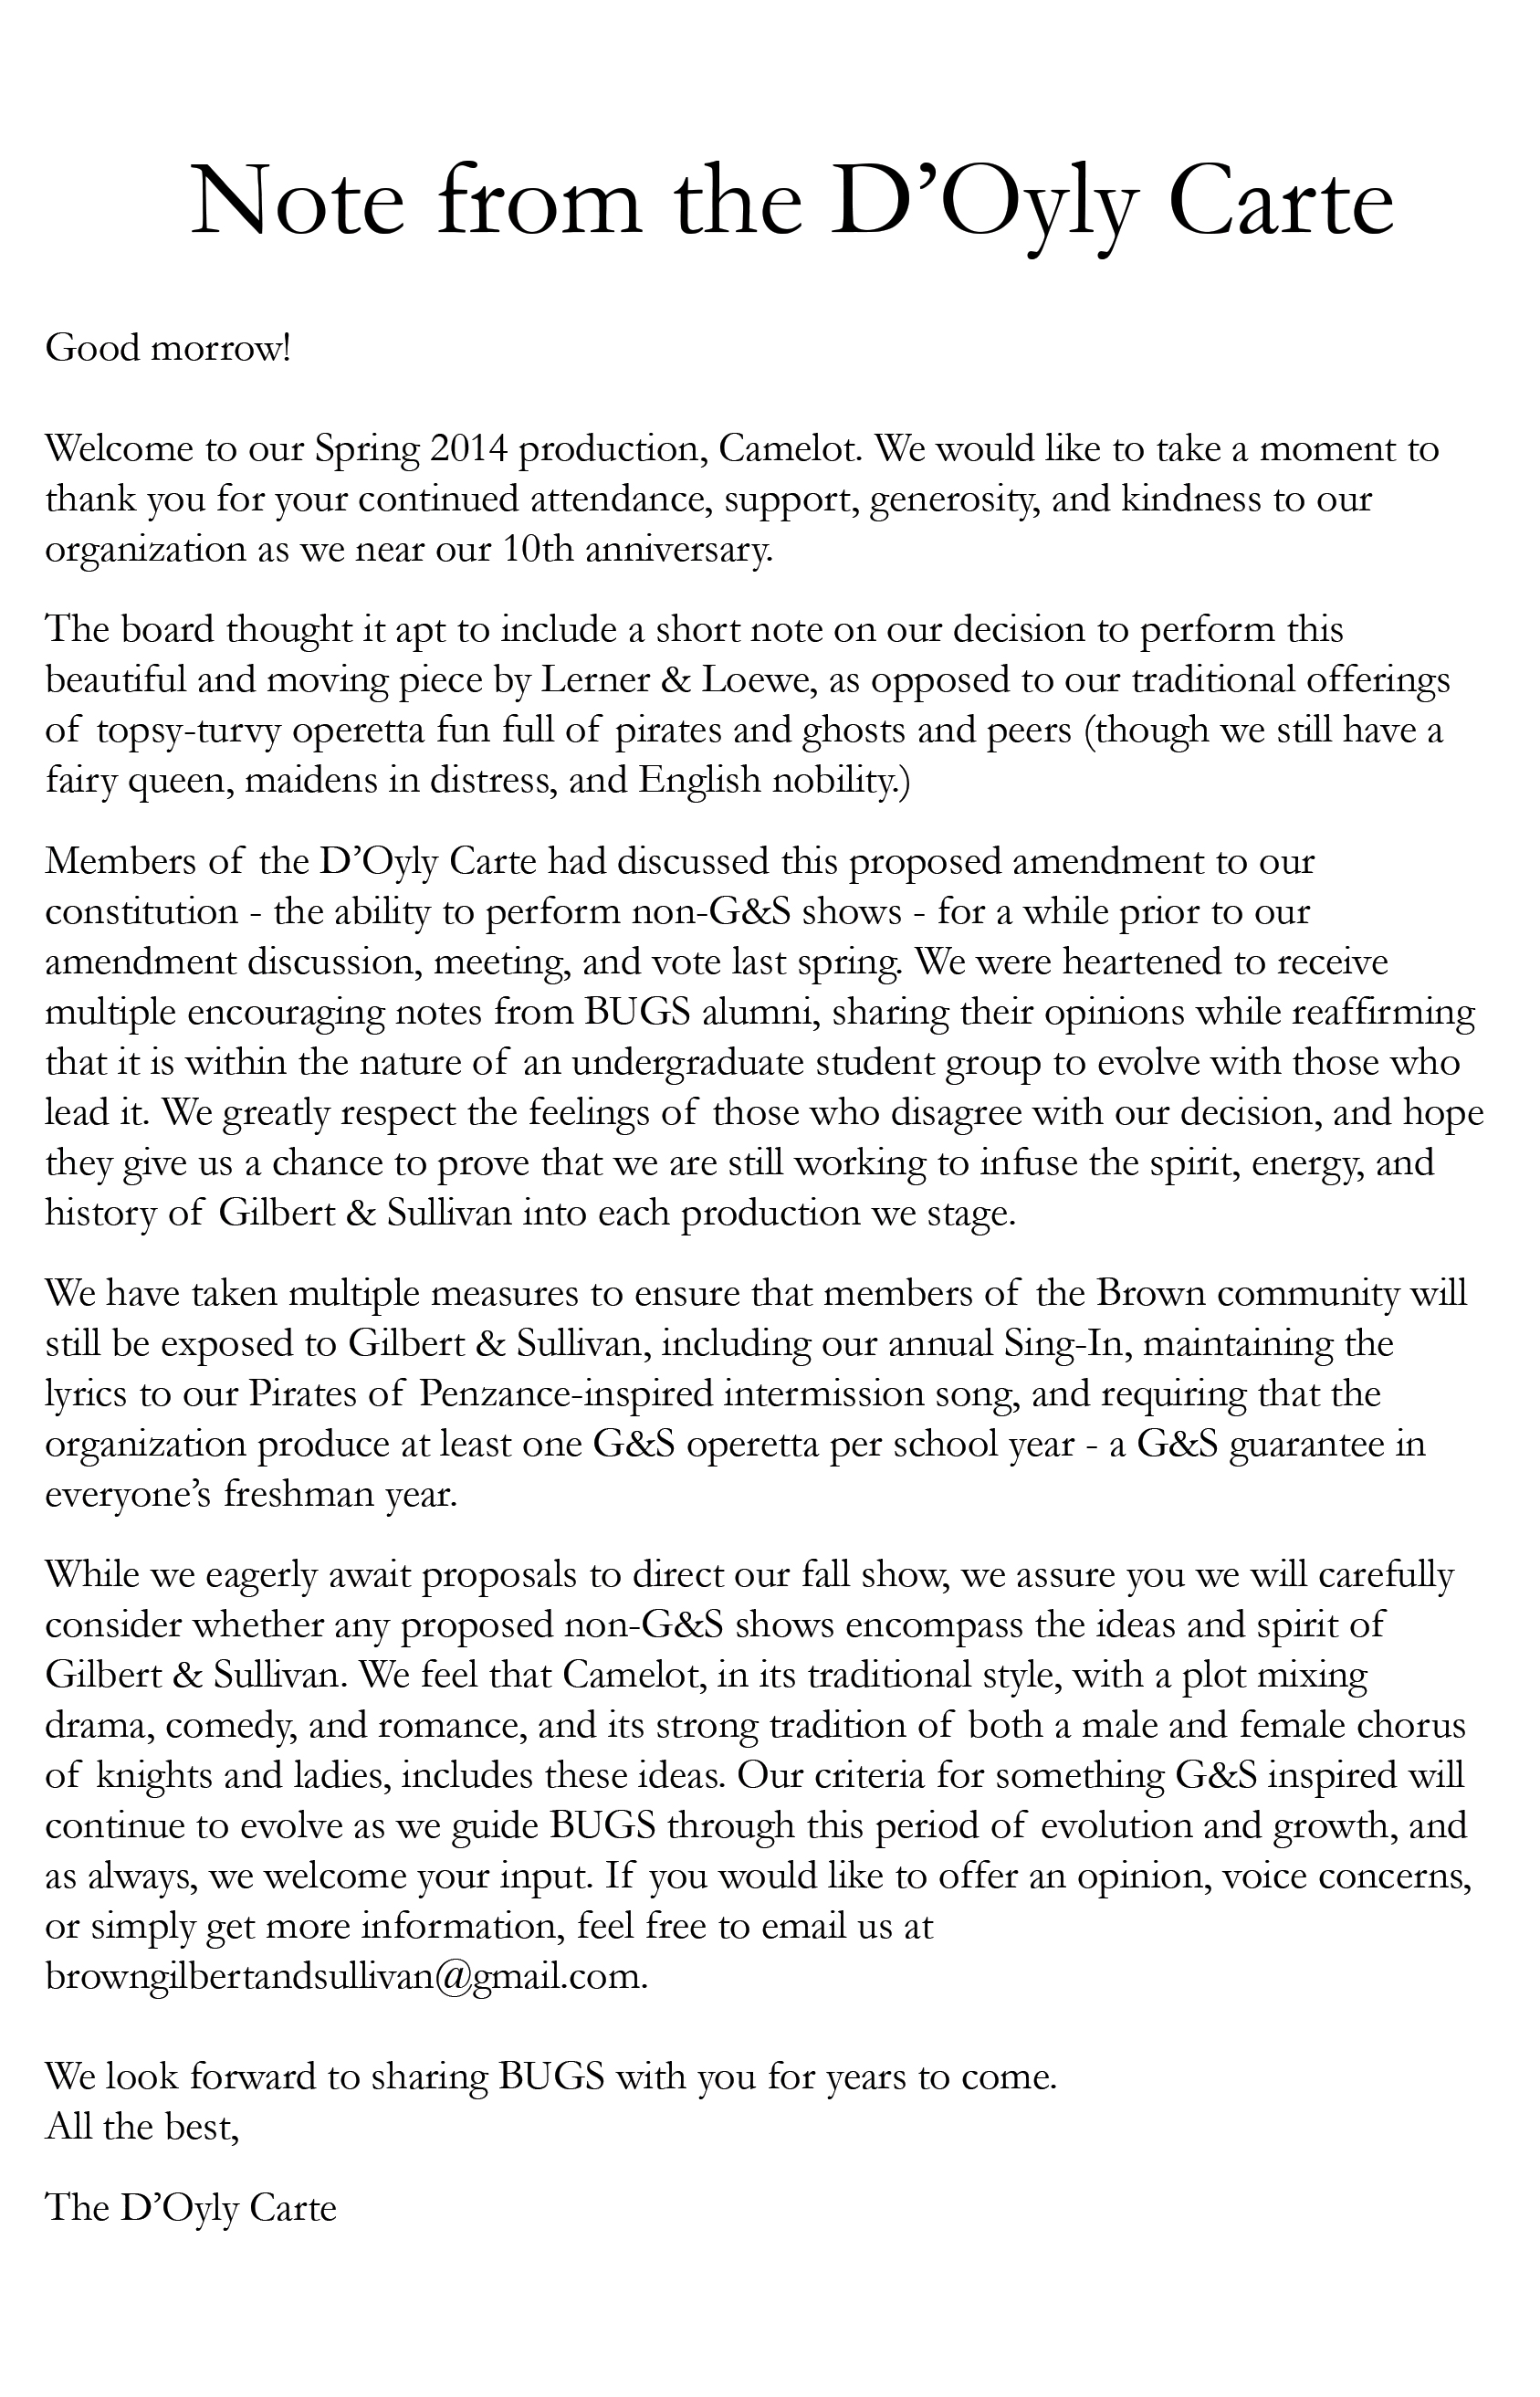 Note from the D’Oyly Carte
Good morrow!
Welcome to our Spring 2014 production, Camelot. We would like to take a moment to
thank you for your continued attendance, support, generosity, and kindness to our
organization as we near our 10th anniversary.
The board thought it apt to include a short note on our decision to perform this
beautiful and moving piece by Lerner & Loewe, as opposed to our traditional offerings
of topsy-turvy operetta fun full of pirates and ghosts and peers (though we still have a
fairy queen, maidens in distress, and English nobility.)
Members of the D’Oyly Carte had discussed this proposed amendment to our
constitution - the ability to perform non-G&S shows - for a while prior to our
amendment discussion, meeting, and vote last spring. We were heartened to receive
multiple encouraging notes from BUGS alumni, sharing their opinions while reaffirming
that it is within the nature of an undergraduate student group to evolve with those who
lead it. We greatly respect the feelings of those who disagree with our decision, and hope
they give us a chance to prove that we are still working to infuse the spirit, energy, and
history of Gilbert & Sullivan into each production we stage.
We have taken multiple measures to ensure that members of the Brown community will
still be exposed to Gilbert & Sullivan, including our annual Sing-In, maintaining the
lyrics to our Pirates of Penzance-inspired intermission song, and requiring that the
organization produce at least one G&S operetta per school year - a G&S guarantee in
everyone’s freshman year.
While we eagerly await proposals to direct our fall show, we assure you we will carefully
consider whether any proposed non-G&S shows encompass the ideas and spirit of
Gilbert & Sullivan. We feel that Camelot, in its traditional style, with a plot mixing
drama, comedy, and romance, and its strong tradition of both a male and female chorus
of knights and ladies, includes these ideas. Our criteria for something G&S inspired will
continue to evolve as we guide BUGS through this period of evolution and growth, and
as always, we welcome your input. If you would like to offer an opinion, voice concerns,
or simply get more information, feel free to email us at
browngilbertandsullivan@gmail.com.
We look forward to sharing BUGS with you for years to come.
All the best,
The D’Oyly Carte